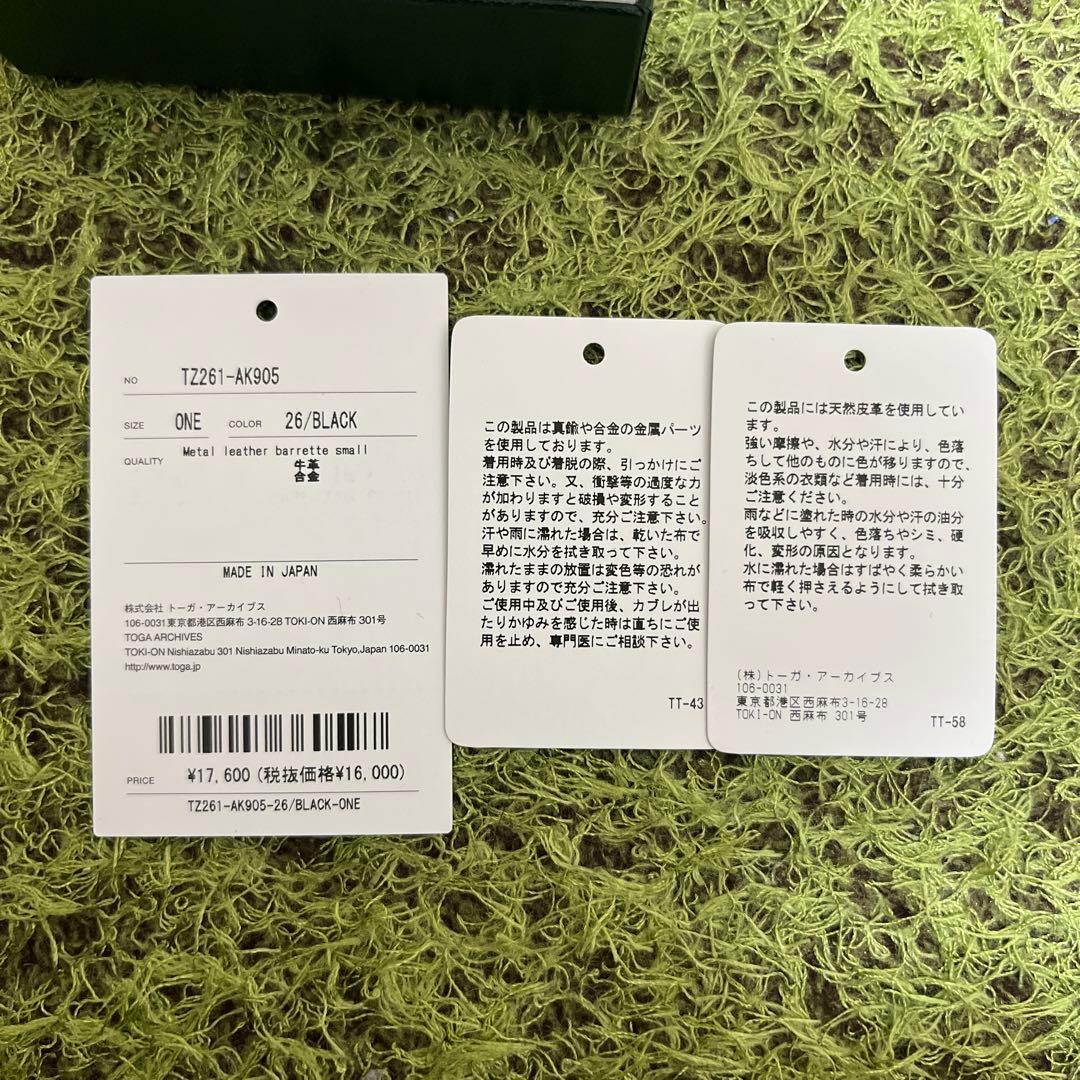 NO TZ261-AK905
SIZE ONE COLOR 26/BLACK
QUALITY Metal leather barrette small
牛革
合金
MADE IN JAPAN
株式会社 トーガ・アーカイブス
106-0031東京都港区西麻布 3-16-28 TOKI-ON 西麻布 301号
TOGA ARCHIVES
TOKI-ON Nishiazabu 301 Nishiazabu Minato-ku Tokyo,Japan 106-0031
http://www.toga.jp
PRICE ¥17,600 (税抜価格¥16,000)
TZ261-AK905-26/BLACK-ONE
この製品は真鍮や合金の金属パーツ
を使用しております。
着用時及び着脱の際、引っかけにご
注意下さい。又、衝撃等の過度な力
が加わりますと破損や変形すること
がありますので、充分ご注意下さい。
汗や雨に濡れた場合は、乾いた布で
早めに水分を拭き取って下さい。
濡れたままの放置は変色等の恐れが
ありますので充分ご注意下さい。
ご使用中及びご使用後、カブレが出
たりかゆみを感じた時は直ちにご使
用を止め、専門医にご相談下さい。
TT-43
この製品には天然皮革を使用してい
ます。
強い摩擦や、水分や汗により、色落
ちして他のものに色が移りますので、
淡色系の衣類など着用時には、十分
ご注意ください。
雨などに塗れた時の水分や汗の油分
を吸収しやすく、色落ちやシミ、硬
化、変形の原因となります。
水に濡れた場合はすばやく柔らかい
布で軽く押さえるようにして拭き取
って下さい。
(株)トーガ・アーカイブス
106-0031
東京都港区西麻布3-16-28
TOKI-ON 西麻布 301号
TT-58